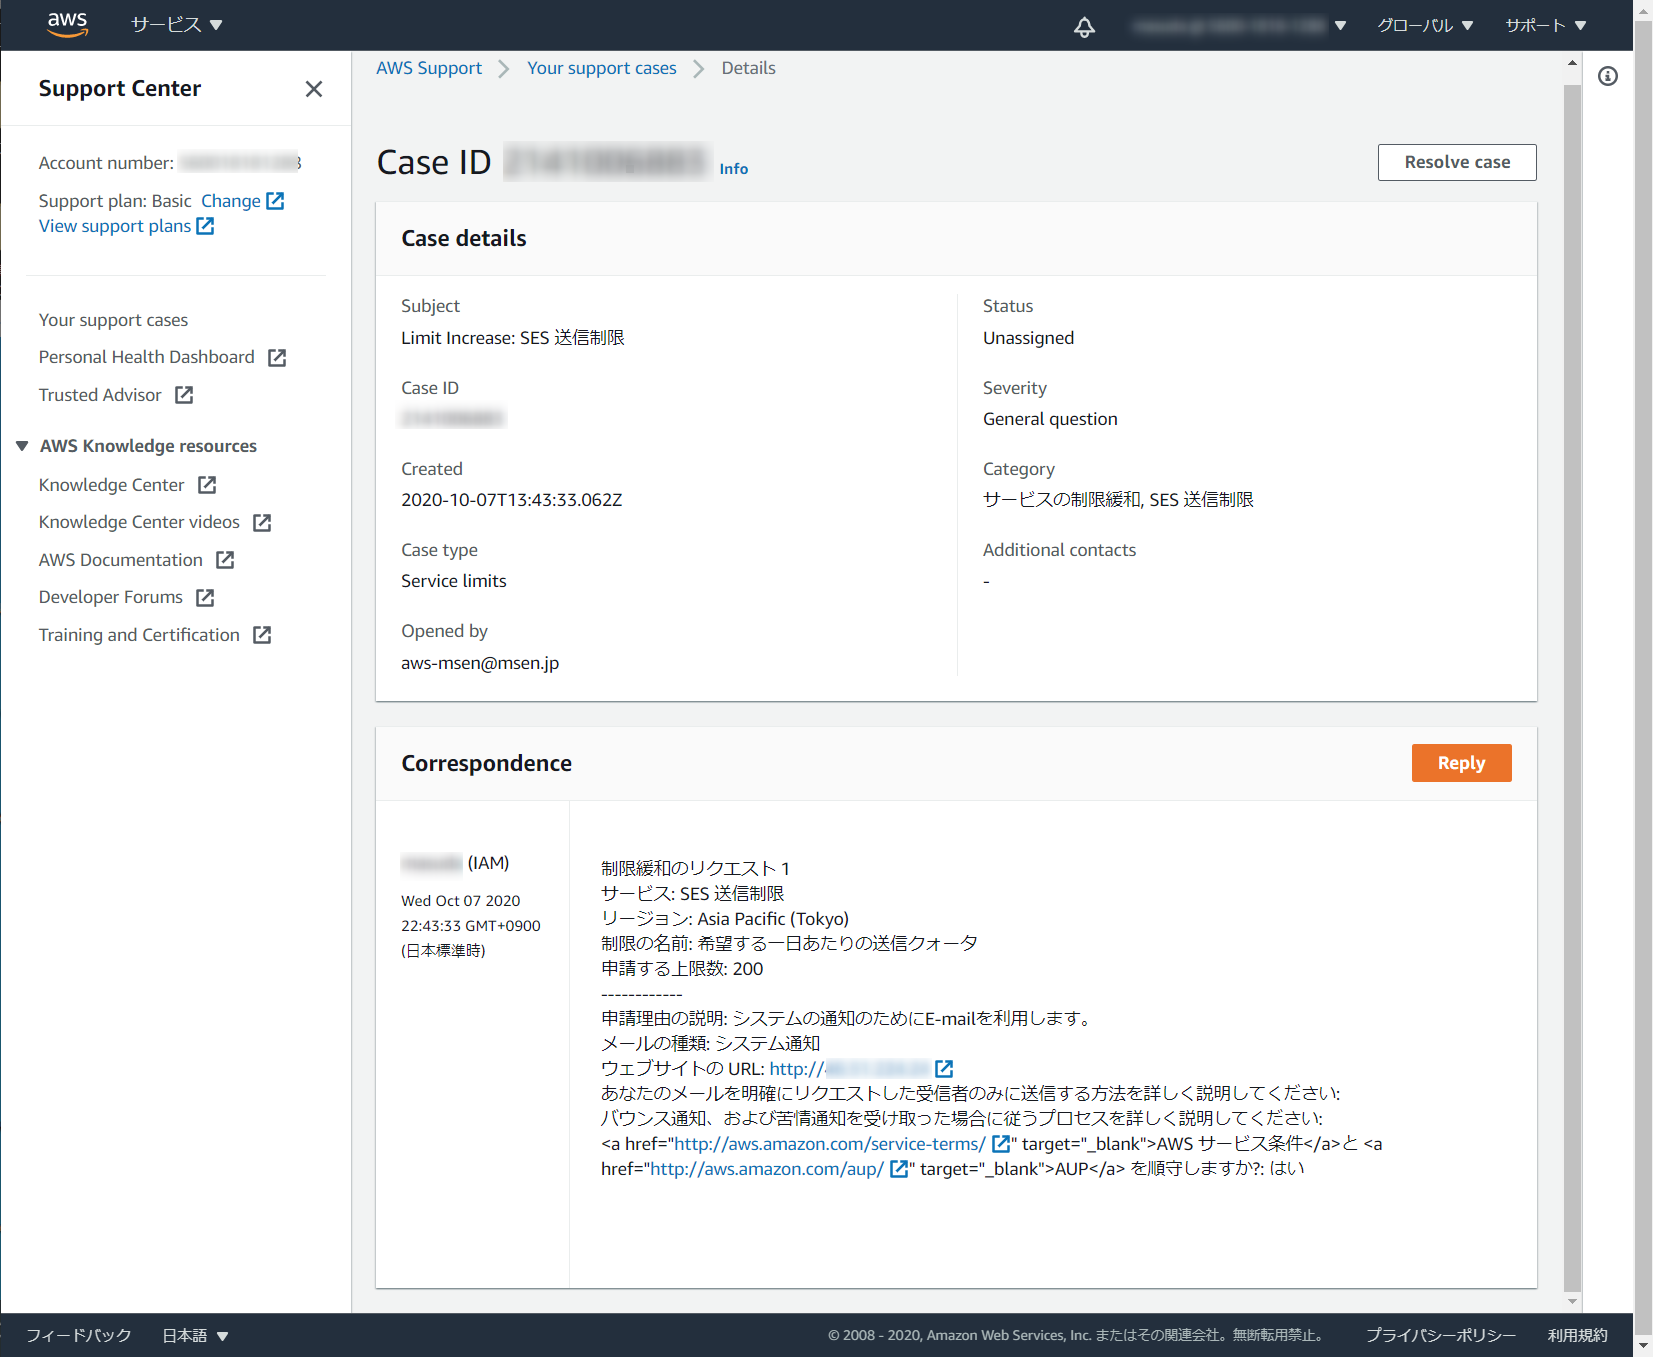 aws サービス ▼
▼ グローバル ▼ サポート ▼
Support Center
Account number:
Support plan: Basic Change
View support plans
Your support cases
Personal Health Dashboard
Trusted Advisor
▼ AWS Knowledge resources
Knowledge Center
Knowledge Center videos
AWS Documentation
Developer Forums
Training and Certification
AWS Support > Your support cases > Details
Case ID Info
Resolve case
Case details
Subject
Limit Increase: SES 送信制限
Case ID
Created
2020-10-07T13:43:33.062Z
Case type
Service limits
Opened by
aws-msen@msen.jp
Status
Unassigned
Severity
General question
Category
サービスの制限緩和, SES 送信制限
Additional contacts
-
Correspondence
Reply
(IAM)
Wed Oct 07 2020
22:43:33 GMT+0900
(日本標準時)
制限緩和のリクエスト 1
サービス: SES 送信制限
リージョン: Asia Pacific (Tokyo)
制限の名前: 希望する一日あたりの送信クォータ
申請する上限数: 200
------------
申請理由の説明: システムの通知のためにE-mailを利用します。
メールの種類: システム通知
ウェブサイトの URL: http://
あなたのメールを明確にリクエストした受信者のみに送信する方法を詳しく説明してください:
バウンス通知、および苦情通知を受け取った場合に従うプロセスを詳しく説明してください:
<a href="http://aws.amazon.com/service-terms/" target="_blank">AWS サービス条件</a>と <a
href="http://aws.amazon.com/aup/" target="_blank">AUP</a> を順守しますか?: はい
フィードバック 日本語 ▼
© 2008 - 2020, Amazon Web Services, Inc. またはその関連会社。無断転用禁止。 プライバシーポリシー 利用規約